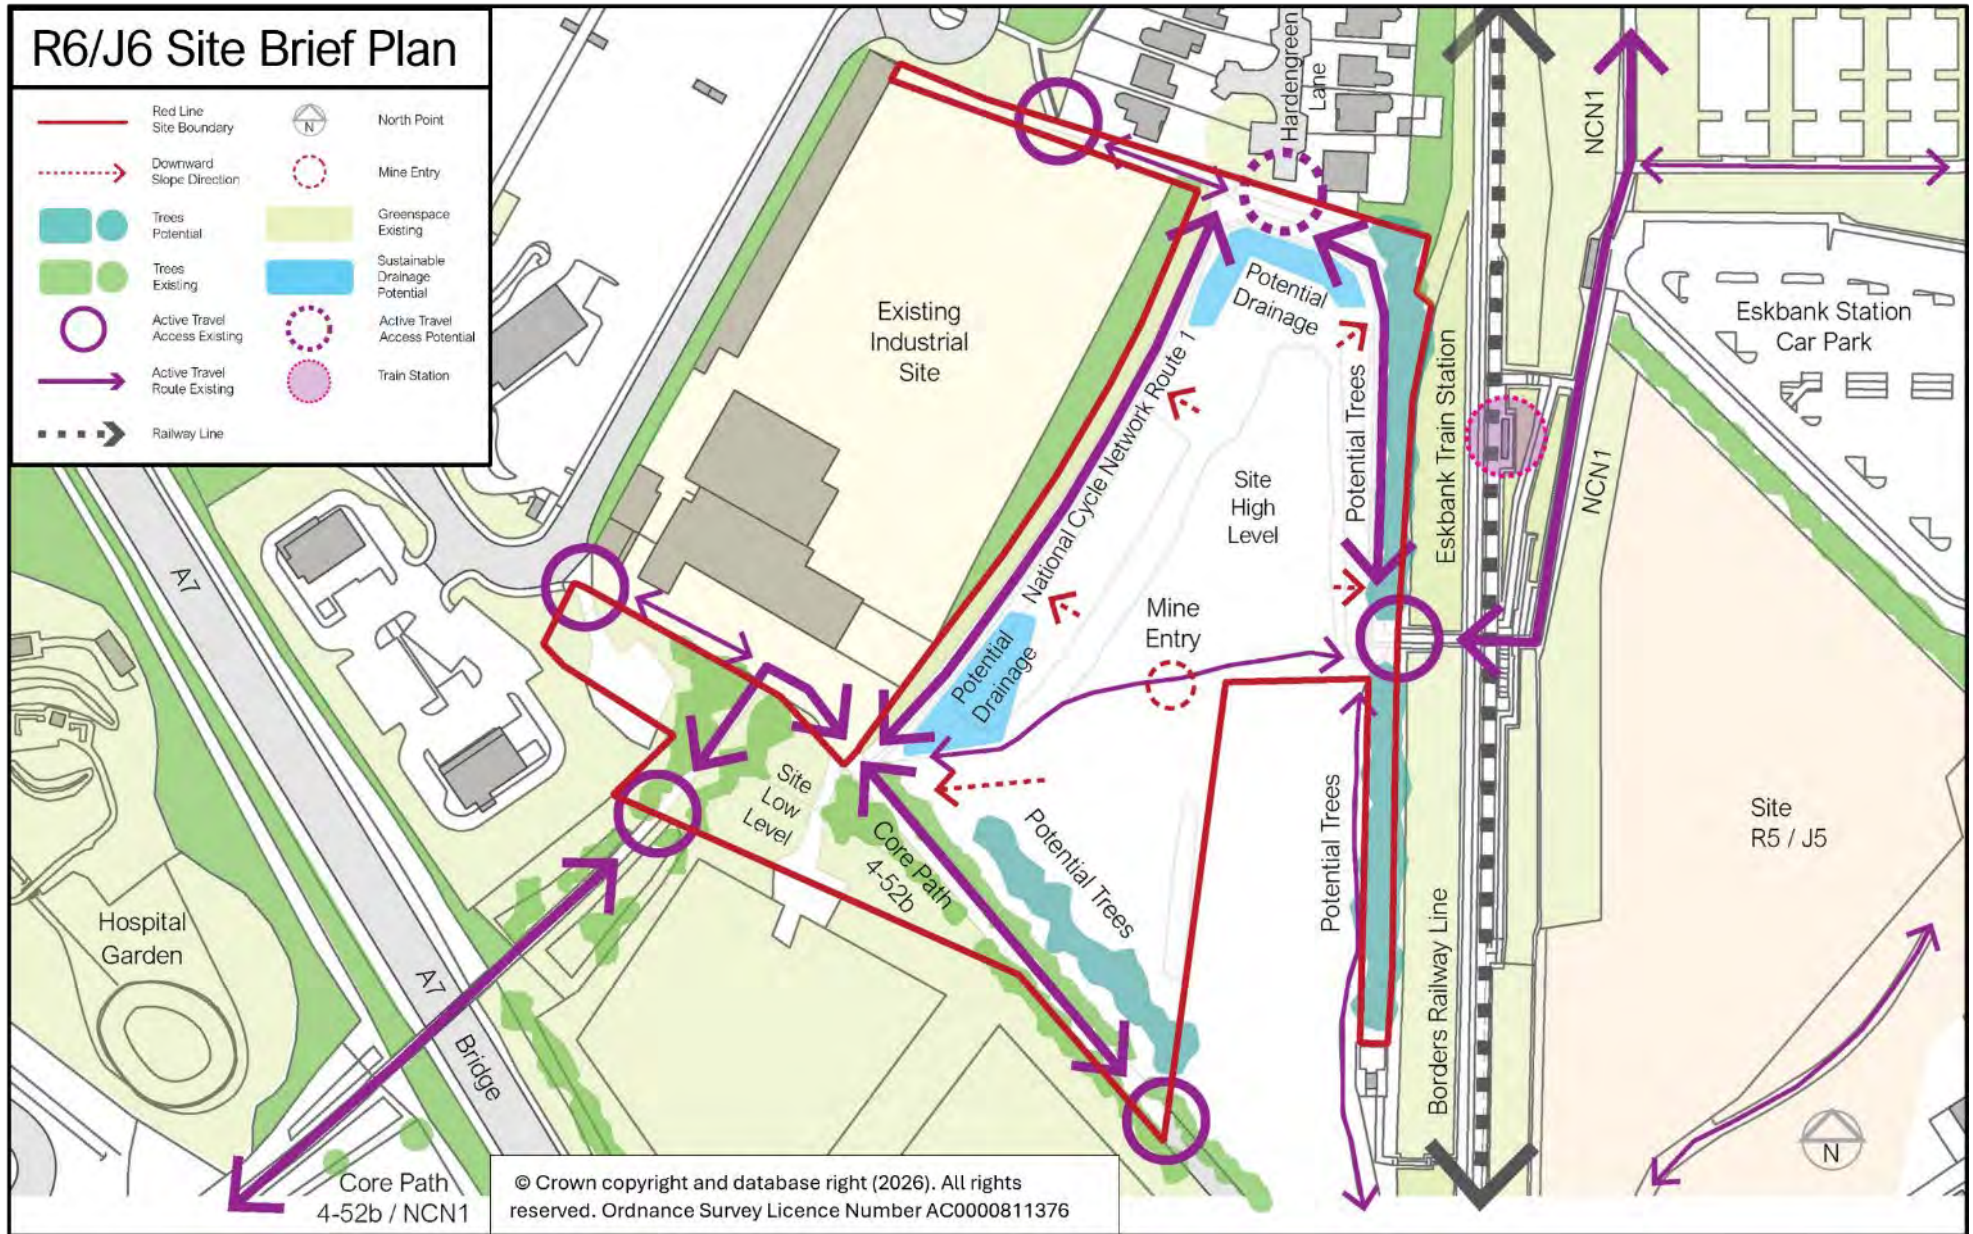 R6/J6 Site Brief Plan
Red Line
Site Boundary
North Point
N
Downward
Slope Direction
Mine Entry
Trees
Potential
Greenspace
Existing
Trees
Existing
Sustainable
Drainage
Potential
Active Travel
Access Existing
Active Travel
Access Potential
Active Travel
Route Existing
Train Station
Railway Line
Hardengreen
Lane
NCN1
Existing
Industrial
Site
Potential
Drainage
National Cycle Network Route 1
Potential Trees
Eskbank Train Station
Eskbank Station
Car Park
Site
High
Level
NCN1
Mine
Entry
A7
Potential
Drainage
Site
Low
Level
Core Path
4-52b
Potential Trees
Potential Trees
Site
R5 / J5
Hospital
Garden
A7
Bridge
Borders Railway Line
N
Core Path
4-52b / NCN1
© Crown copyright and database right (2026). All rights
reserved. Ordnance Survey Licence Number AC0000811376